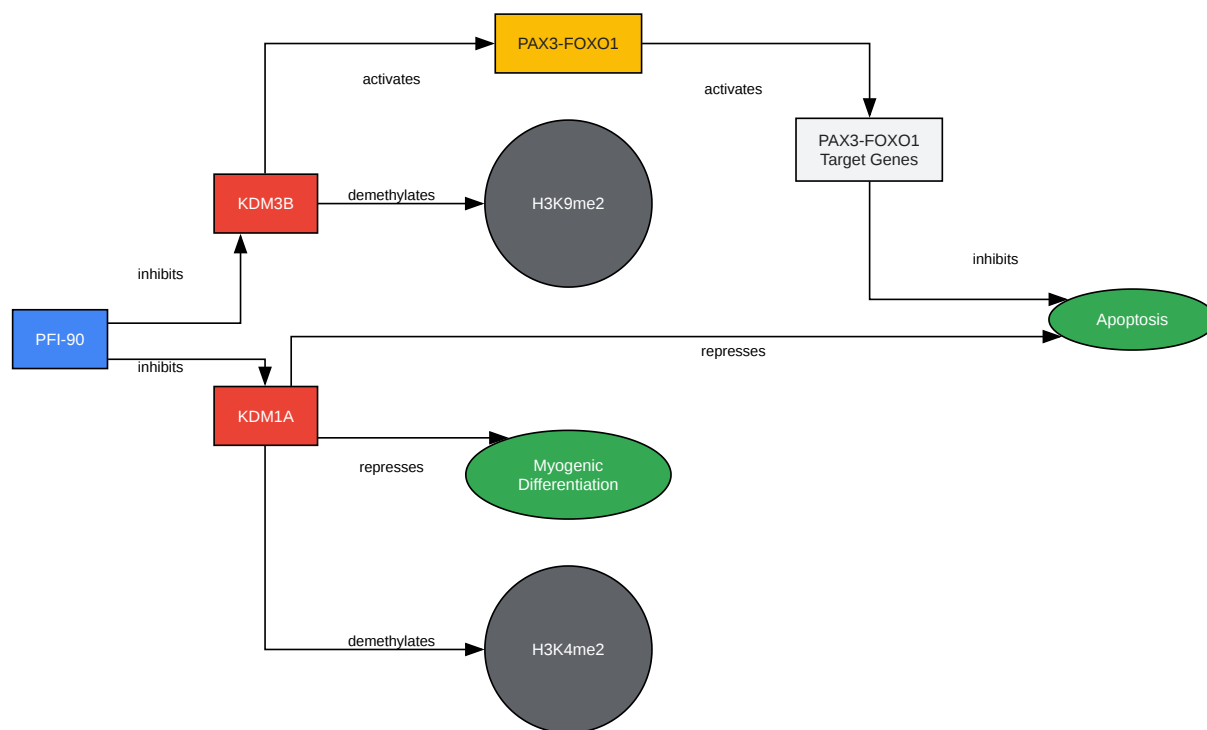 PAX3-FOXO1
activates
activates
PAX3-FOXO1
Target Genes
KDM3B
demethylates
H3K9me2
inhibits
inhibits
PFI-90
Apoptosis
inhibits
represses
KDM1A
represses
Myogenic
Differentiation
demethylates
H3K4me2